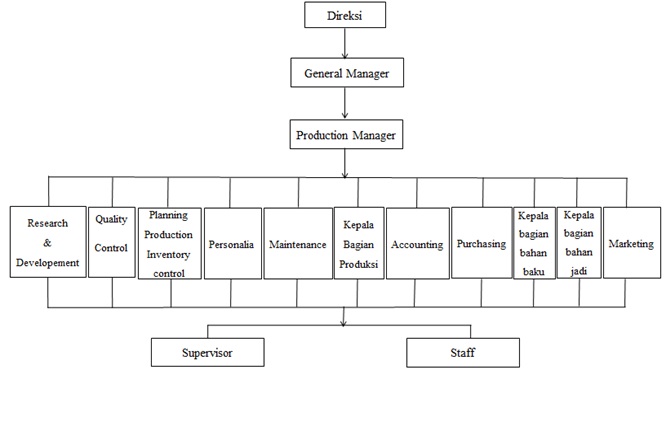 Direksi
General Manager
Production Manager
Research
&
Developement
Quality
Control
Planning
Production
Inventory
control
Personalia
Maintenance
Kepala
Bagian
Produksi
Accounting
Purchasing
Kepala
bagian
bahan
baku
Kepala
bagian
bahan
jadi
Marketing
Supervisor
Staff